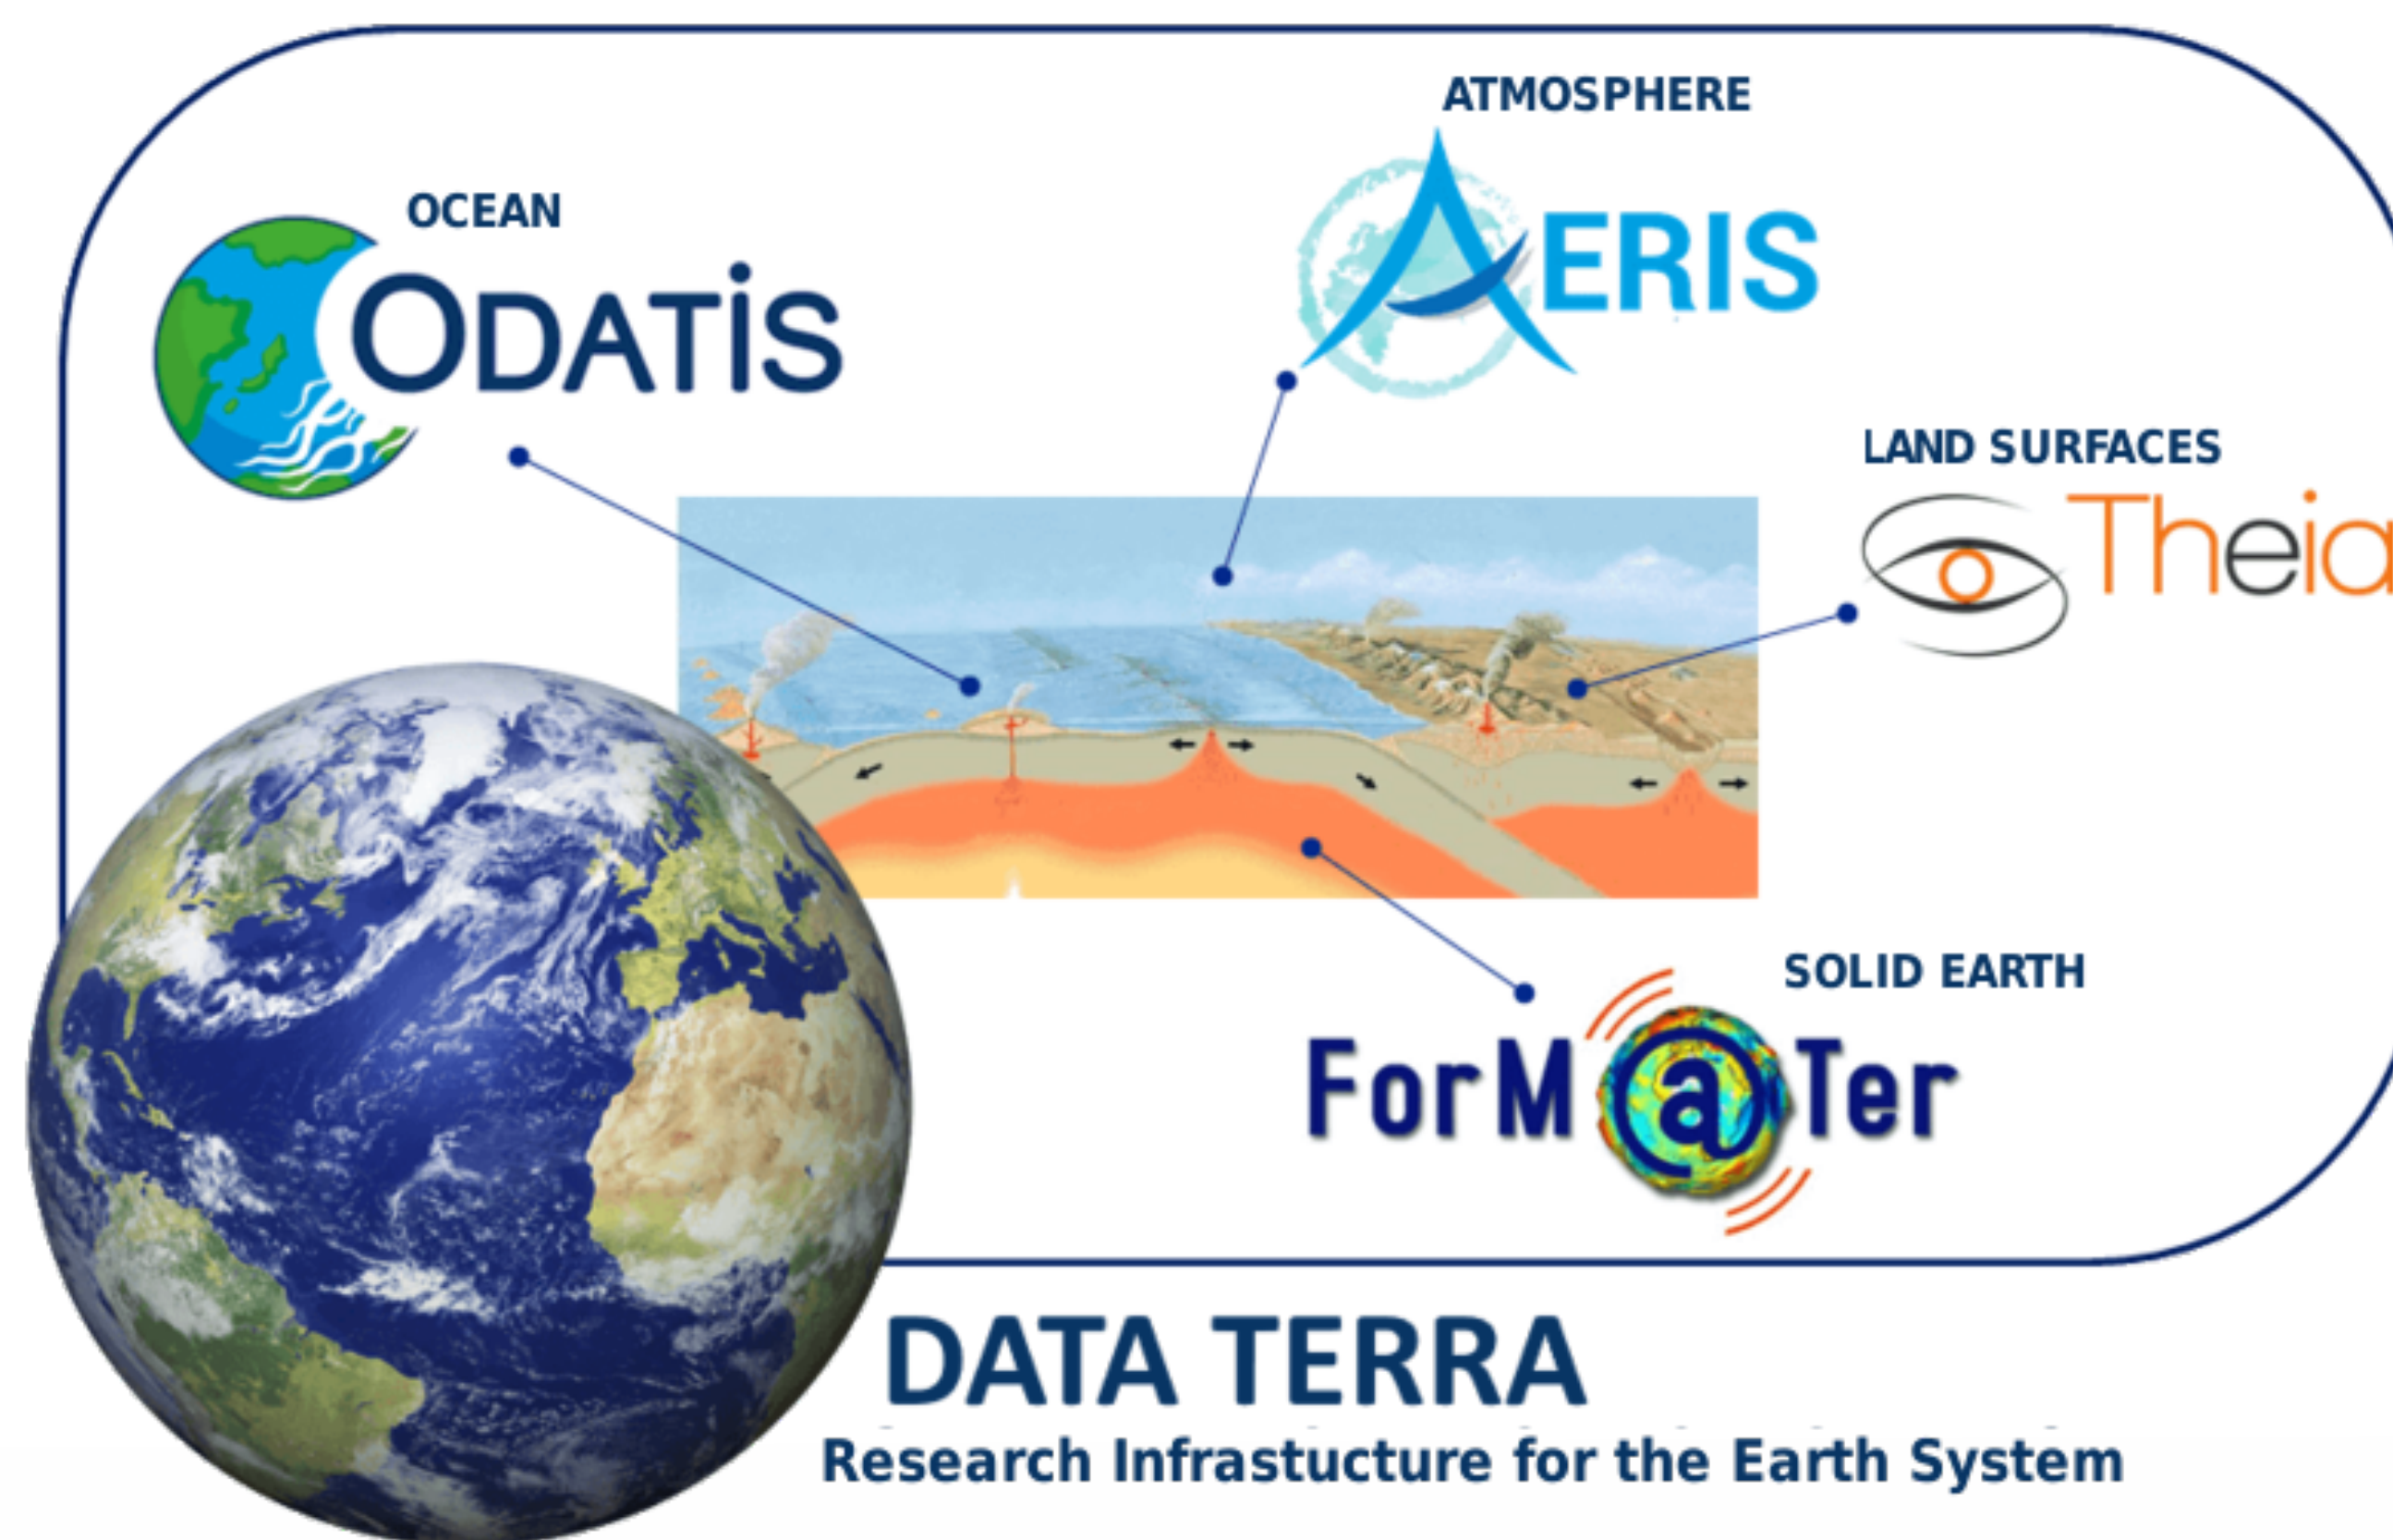 ATMOSPHERE
AERIS
OCEAN
ODATiS
LAND SURFACES
Theia
SOLID EARTH
ForM@Ter
DATA TERRA
Research Infrastucture for the Earth System